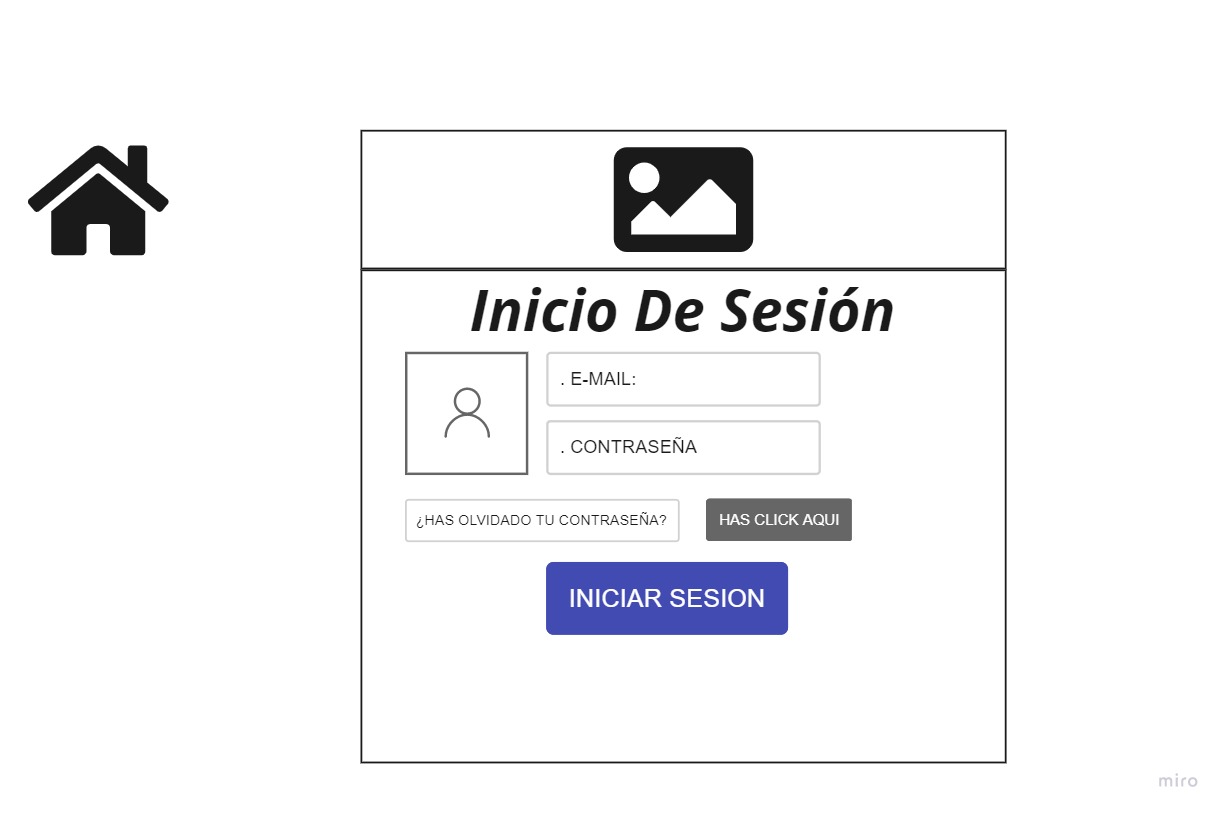 Inicio De Sesión
. E-MAIL:
. CONTRASEÑA
¿HAS OLVIDADO TU CONTRASEÑA?
HAS CLICK AQUI
INICIAR SESION
miro